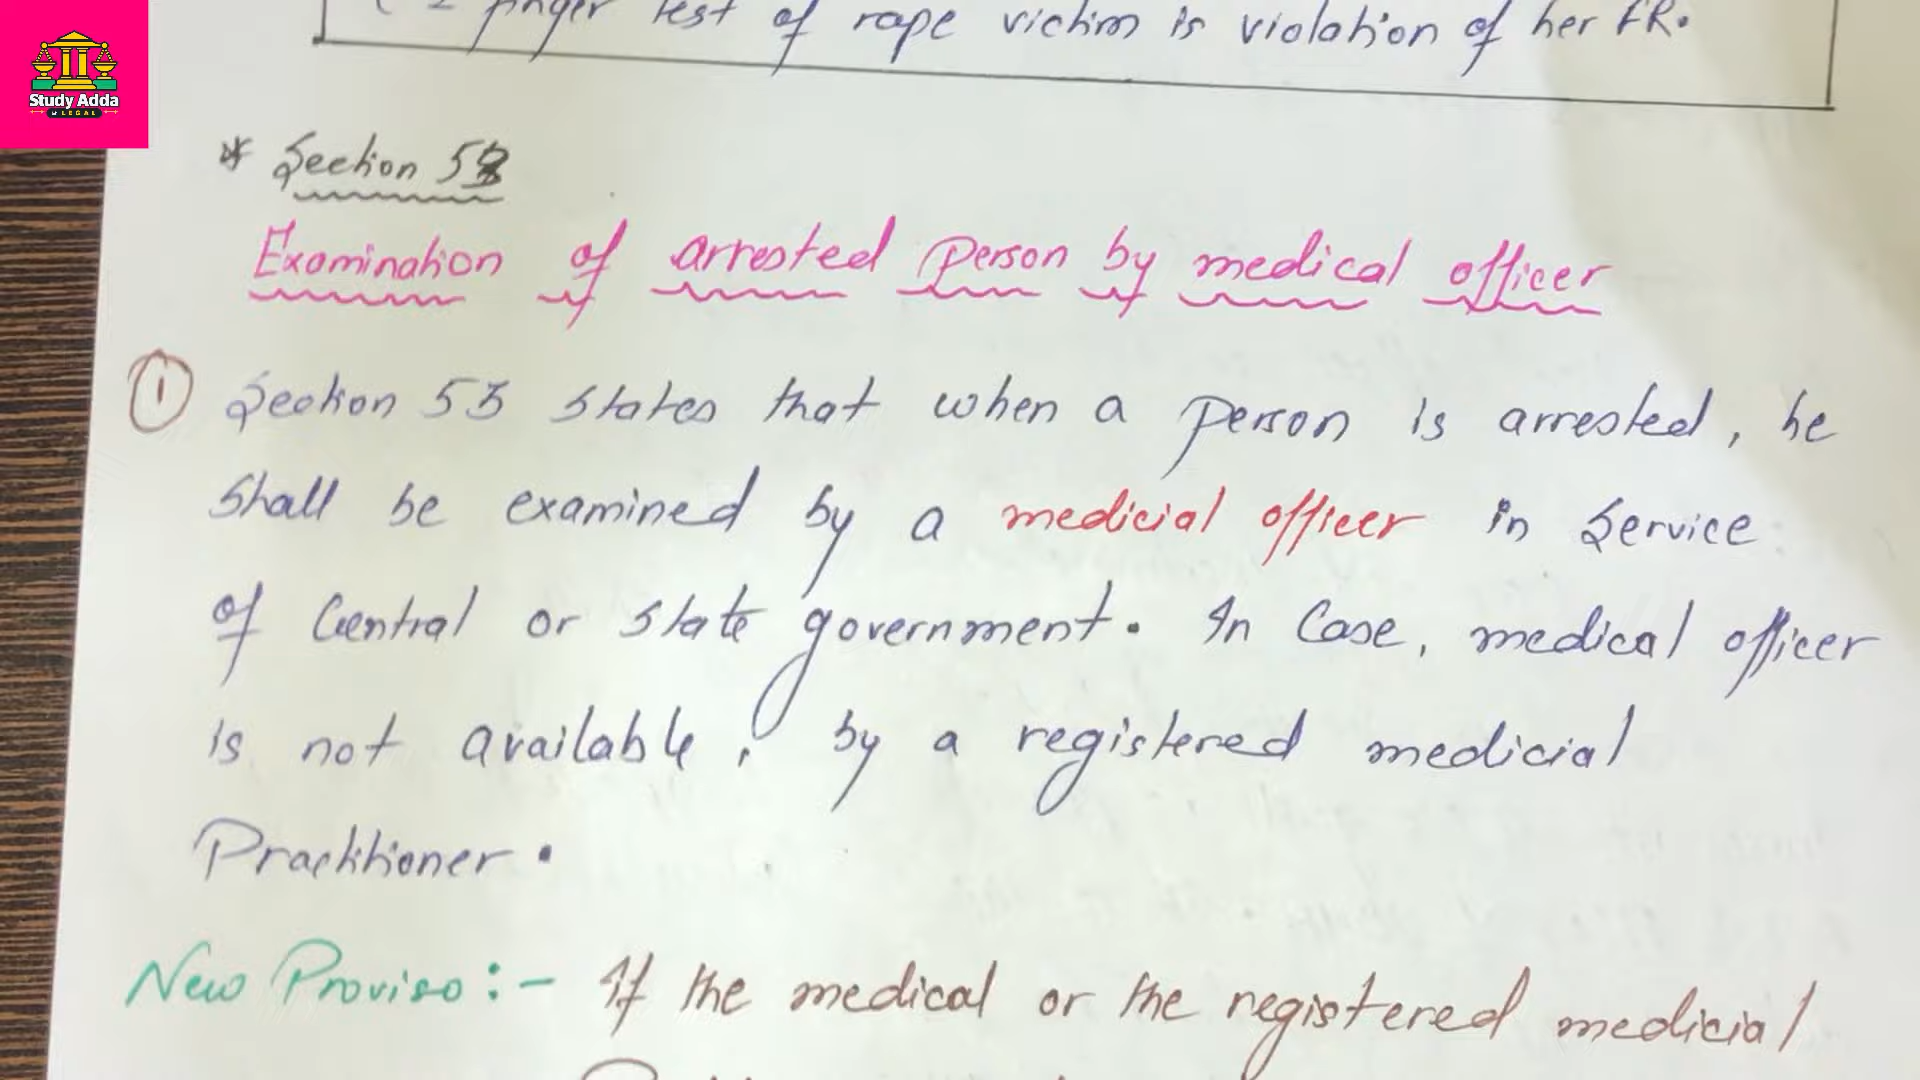 Study Adda
LEGAL
2 finger test of rape victim is violation of her FR.
* Section 53
Examination of arrested person by medical officer
1 Section 53 states that when a person is arrested, he
shall be examined by a medicial officer in service
of Central or state government. In Case, medical officer
is not available, by a registered medicial
Practitioner.
New Proviso:- If the medical or the registered medicial